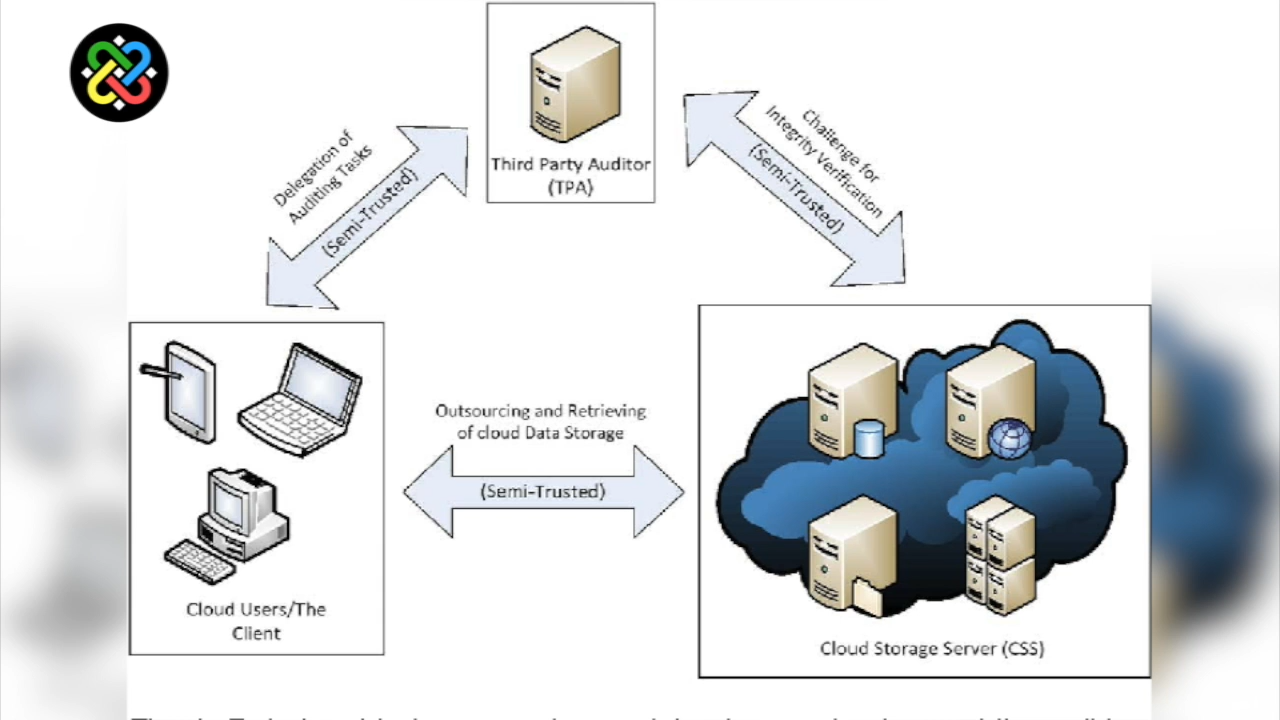 Third Party Auditor
(TPA)
Delegation of
Auditing Tasks
(Semi-Trusted)
Challenge for
Integrity Verification
(Semi-Trusted)
Outsourcing and Retrieving
of cloud Data Storage
(Semi-Trusted)
Cloud Users/The
Client
Cloud Storage Server (CSS)